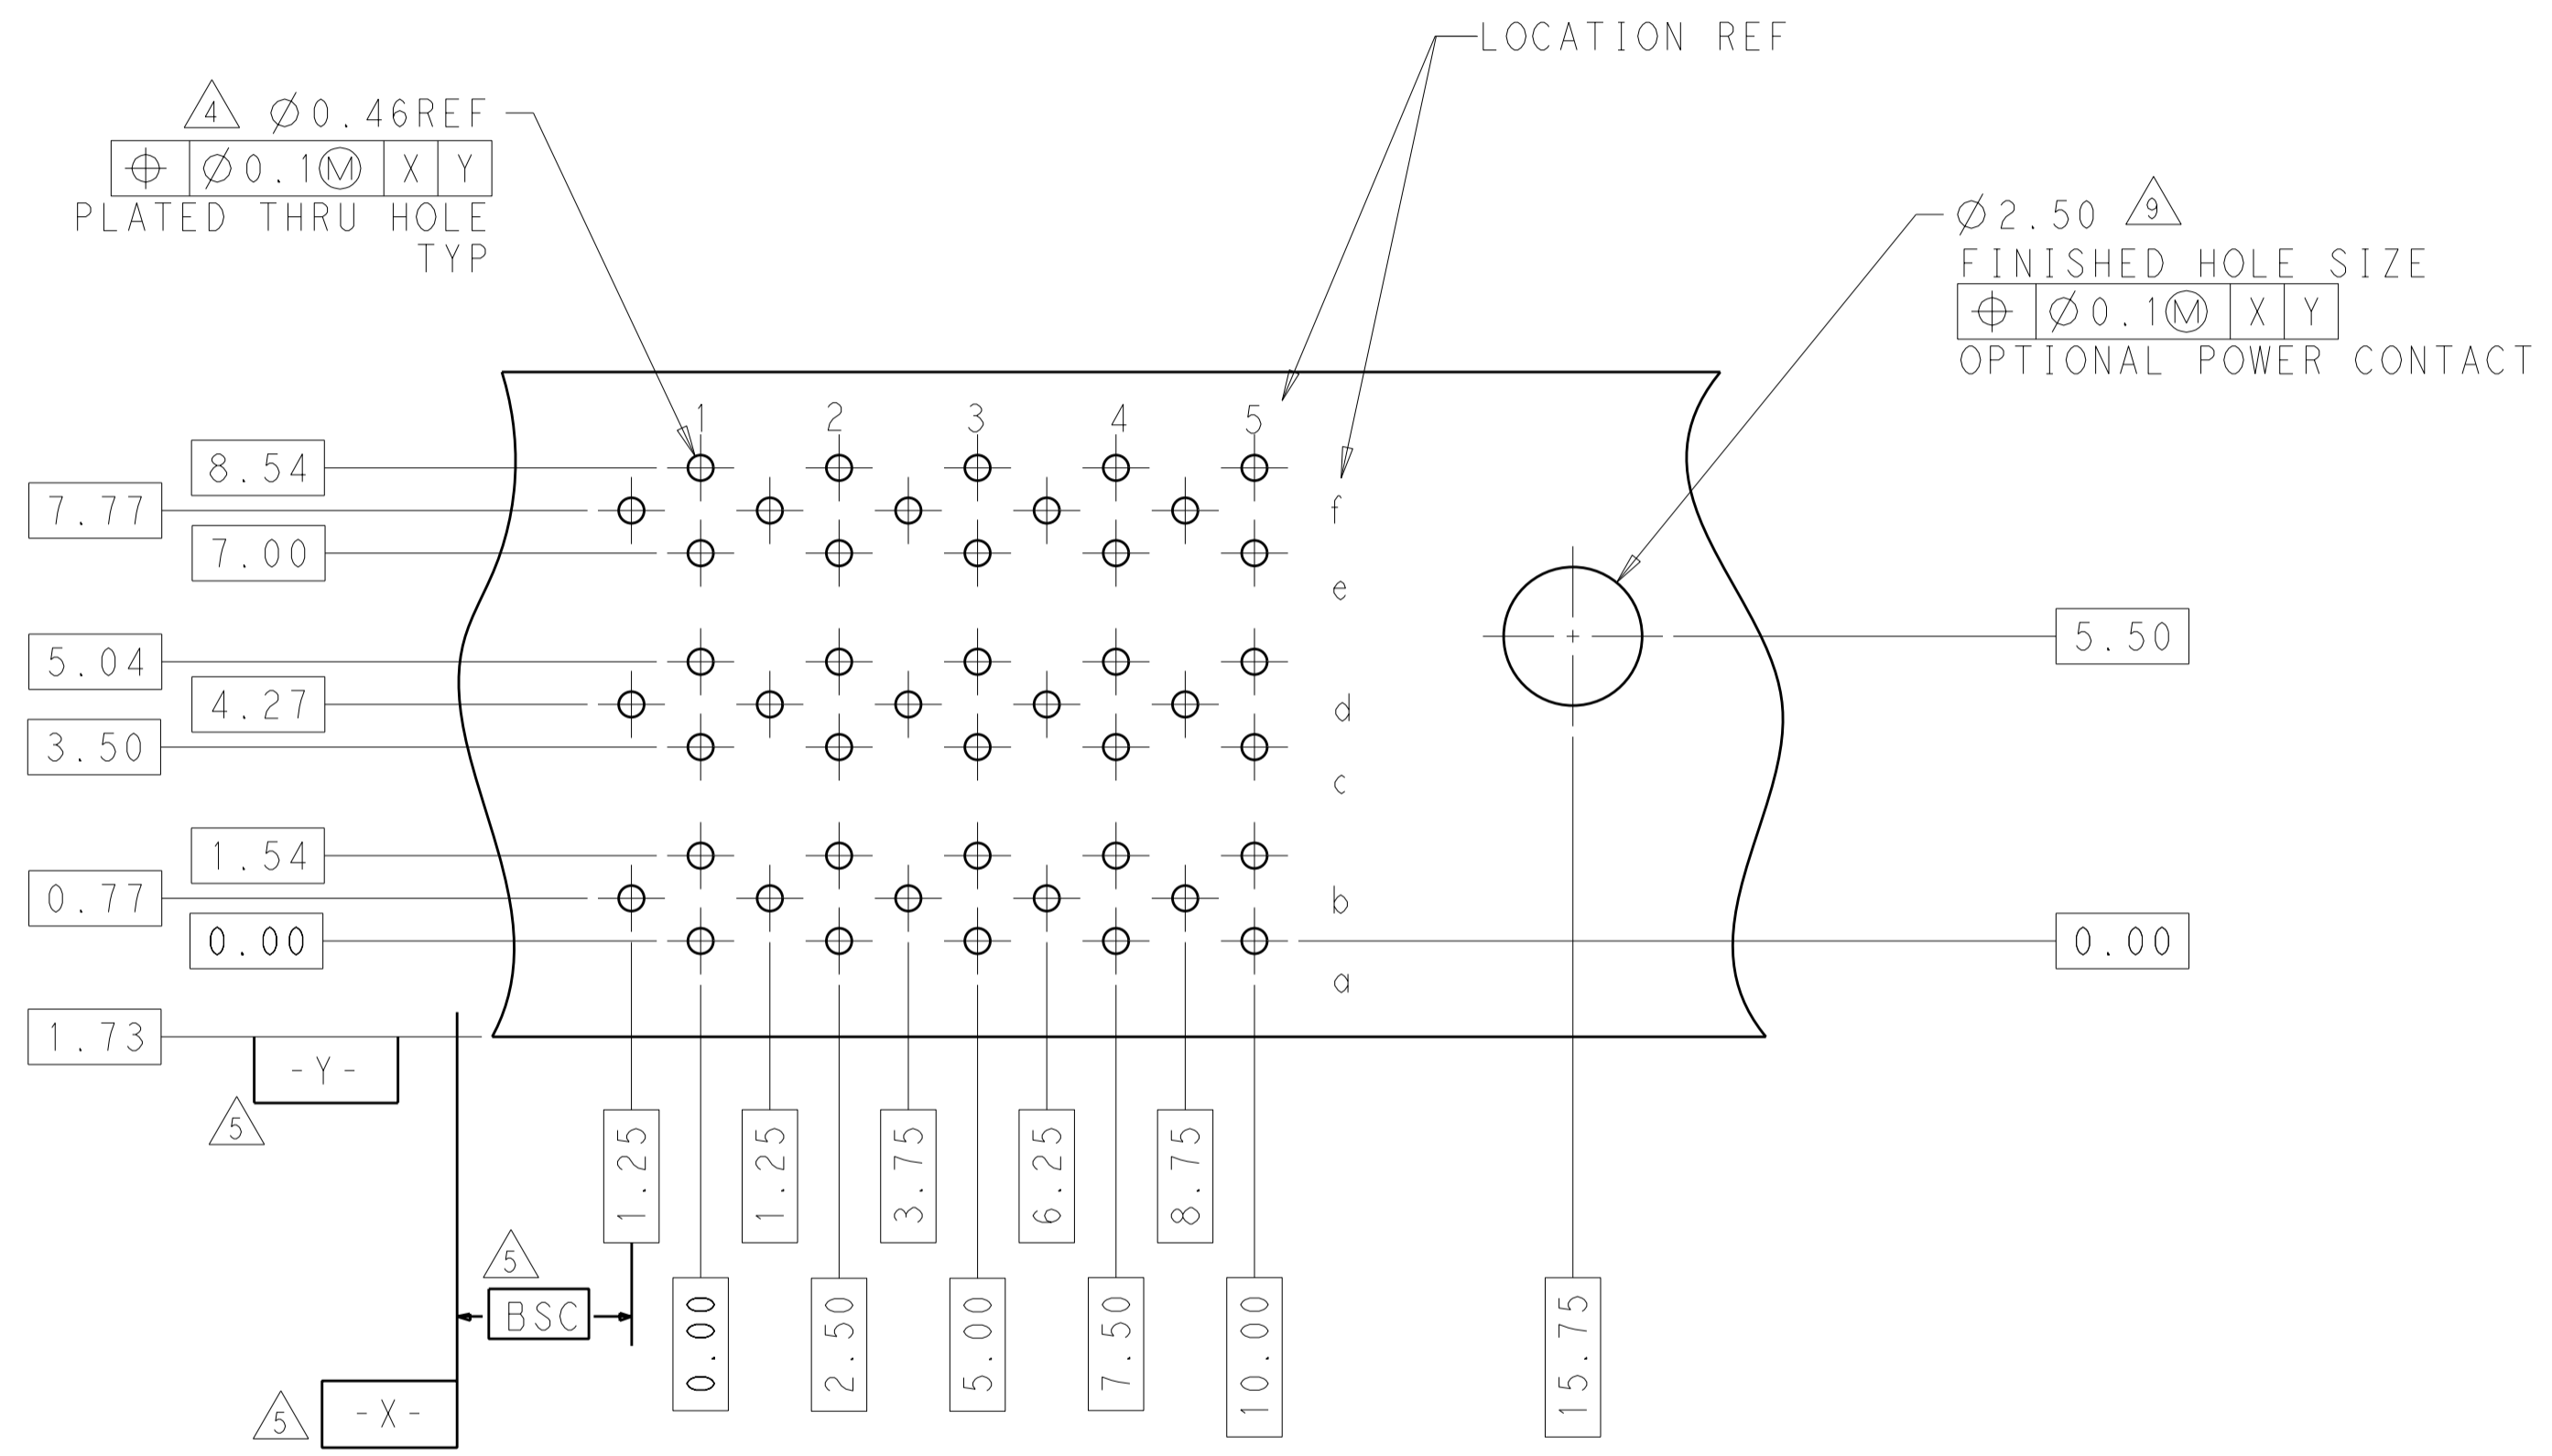 LOCATION REF
4 Ø0.46REF
⌖ Ø0.1Ⓜ X Y
PLATED THRU HOLE
TYP
Ø2.50 9
FINISHED HOLE SIZE
⌖ Ø0.1Ⓜ X Y
OPTIONAL POWER CONTACT
1 2 3 4 5
8.54
7.77
f
7.00
e
5.50
5.04
4.27
d
3.50
c
1.54
0.77
b
0.00
0.00
a
1.73
-Y-
5
1.25
1.25
3.75
6.25
8.75
5
BSC
0.00
2.50
5.00
7.50
10.00
15.75
5
-X-